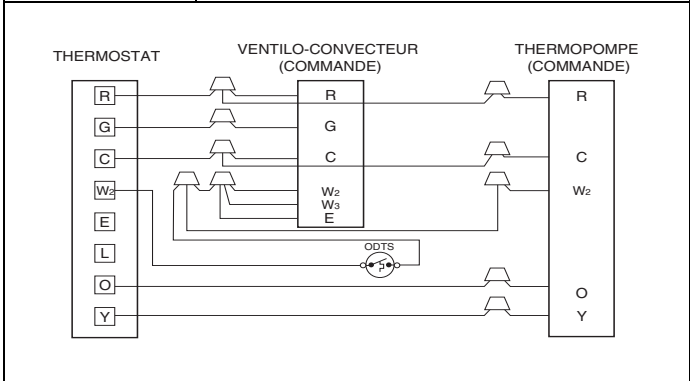 THERMOSTAT
VENTILO-CONVECTEUR
(COMMANDE)
THERMOPOMPE
(COMMANDE)
R
G
C
W2
E
L
O
Y
R
G
C
W2
W3
E
ODTS
R
C
W2
O
Y